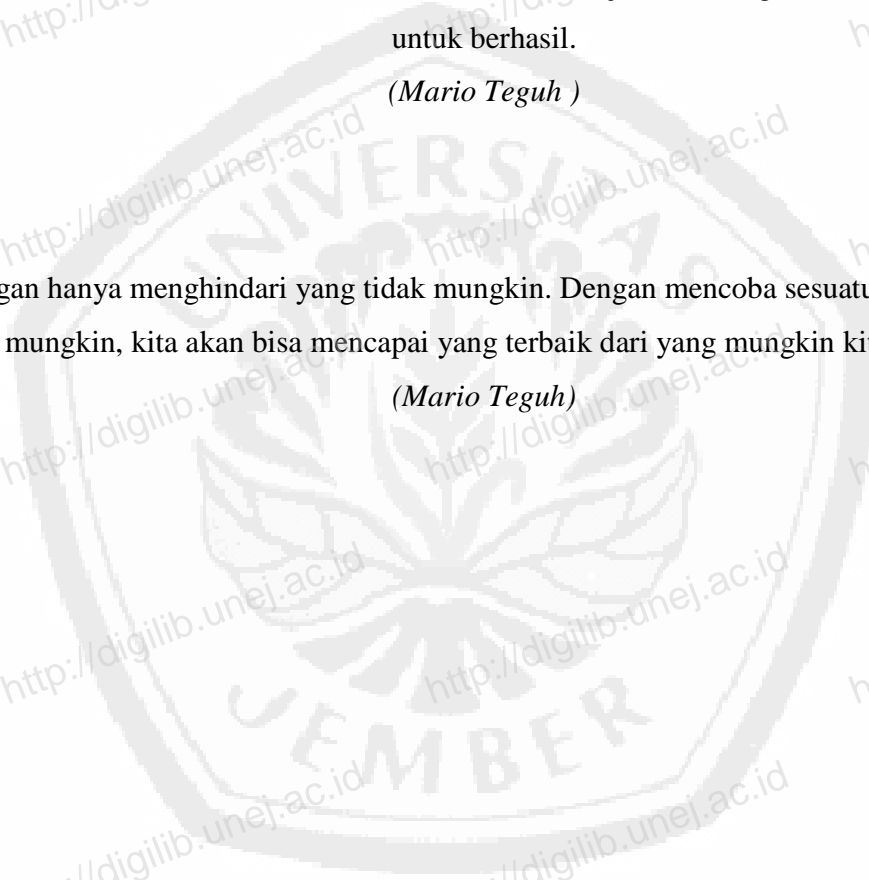 untuk berhasil.
(Mario Teguh )
gan hanya menghindari yang tidak mungkin. Dengan mencoba sesuatu
mungkin, kita akan bisa mencapai yang terbaik dari yang mungkin
(Mario Teguh)
UNIVERSITAS
JEMBER
http://digilib.unej.ac.id
http://digilib.unej.ac.id
http://digilib.unej.ac.id
http://digilib.unej.ac.id
http://digilib.unej.ac.id
http://digilib.unej.ac.id